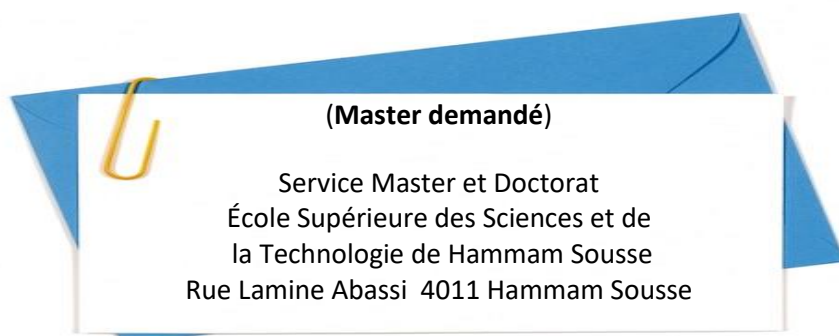 (Master demandé)
Service Master et Doctorat
École Supérieure des Sciences et de
la Technologie de Hammam Sousse
Rue Lamine Abassi 4011 Hammam Sousse